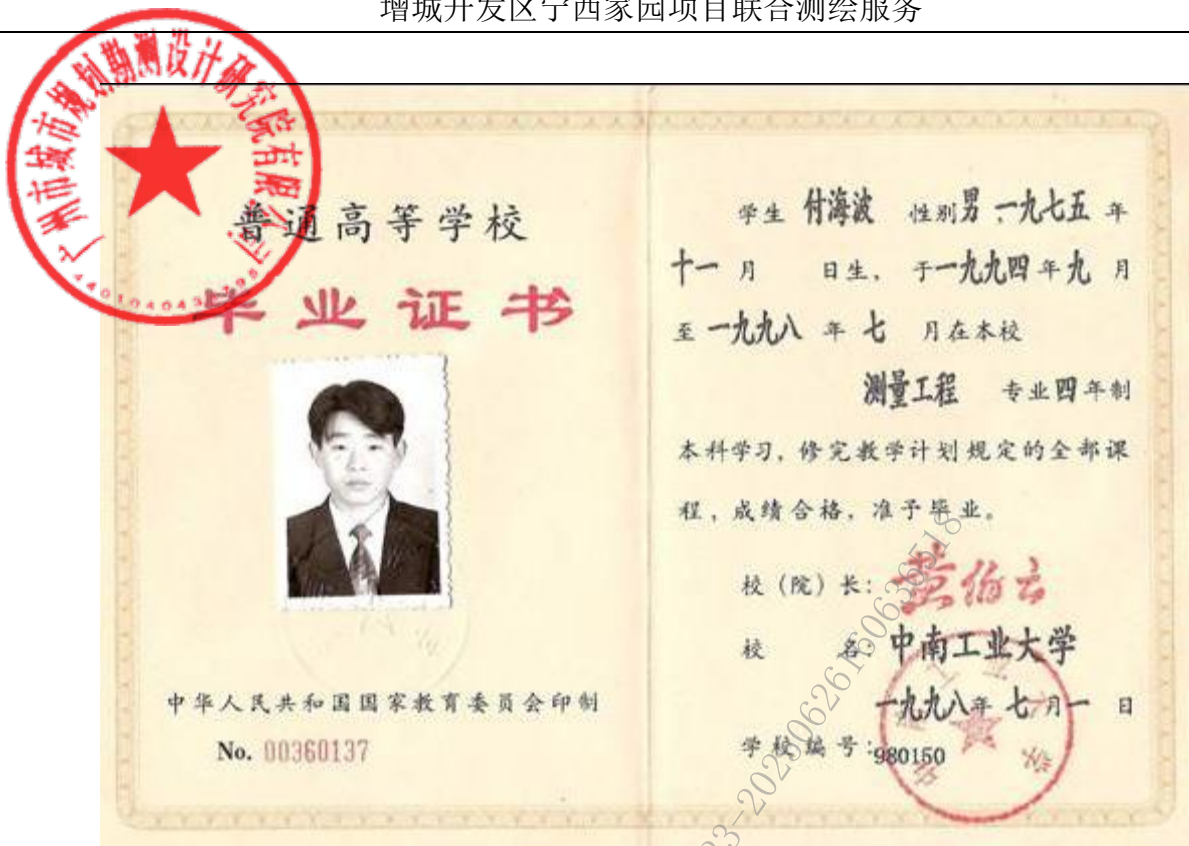 增城开发区宁西家园项目联合测绘服务
广州市城市规划勘测设计研究院有限公司
普通高等学校
毕业证书
中华人民共和国国家教育委员会印制
No. 00360137
学生 付海波 性别男、一九七五 年
十一 月 日生, 于一九九四年九 月
至 一九九八 年 七 月在本校
测量工程 专业四年制
本科学习, 修完教学计划规定的全部课
程, 成绩合格, 准予毕业。
校 (院) 长: 黄伯云
校 名: 中南工业大学
一九九八年 七月一 日
学校编号: 980150